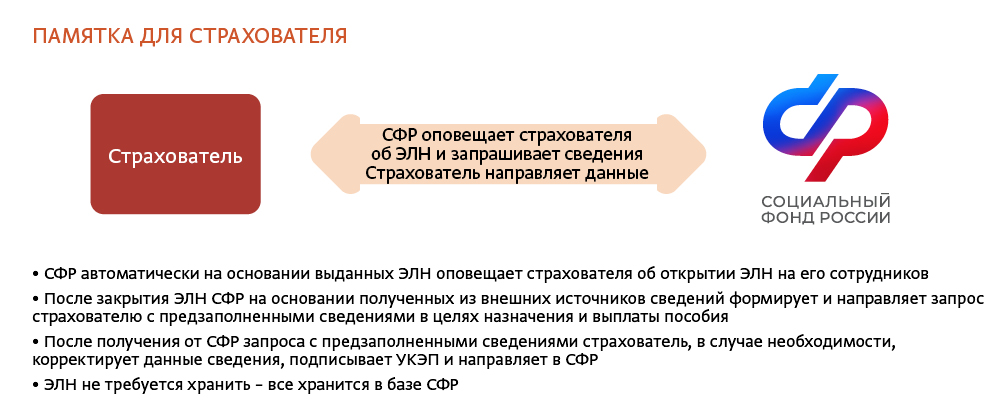 ПАМЯТКА ДЛЯ СТРАХОВАТЕЛЯ
Страхователь
СФР оповещает страхователя
об ЭЛН и запрашивает сведения
Страхователь направляет данные
СОЦИАЛЬНЫЙ
ФОНД РОССИИ
• СФР автоматически на основании выданных ЭЛН оповещает страхователя об открытии ЭЛН на его сотрудников
• После закрытия ЭЛН СФР на основании полученных из внешних источников сведений формирует и направляет запрос
страхователю с предзаполненными сведениями в целях назначения и выплаты пособия
• После получения от СФР запроса с предзаполненными сведениями страхователь, в случае необходимости,
корректирует данные сведения, подписывает УКЭП и направляет в СФР
• ЭЛН не требуется хранить – все хранится в базе СФР